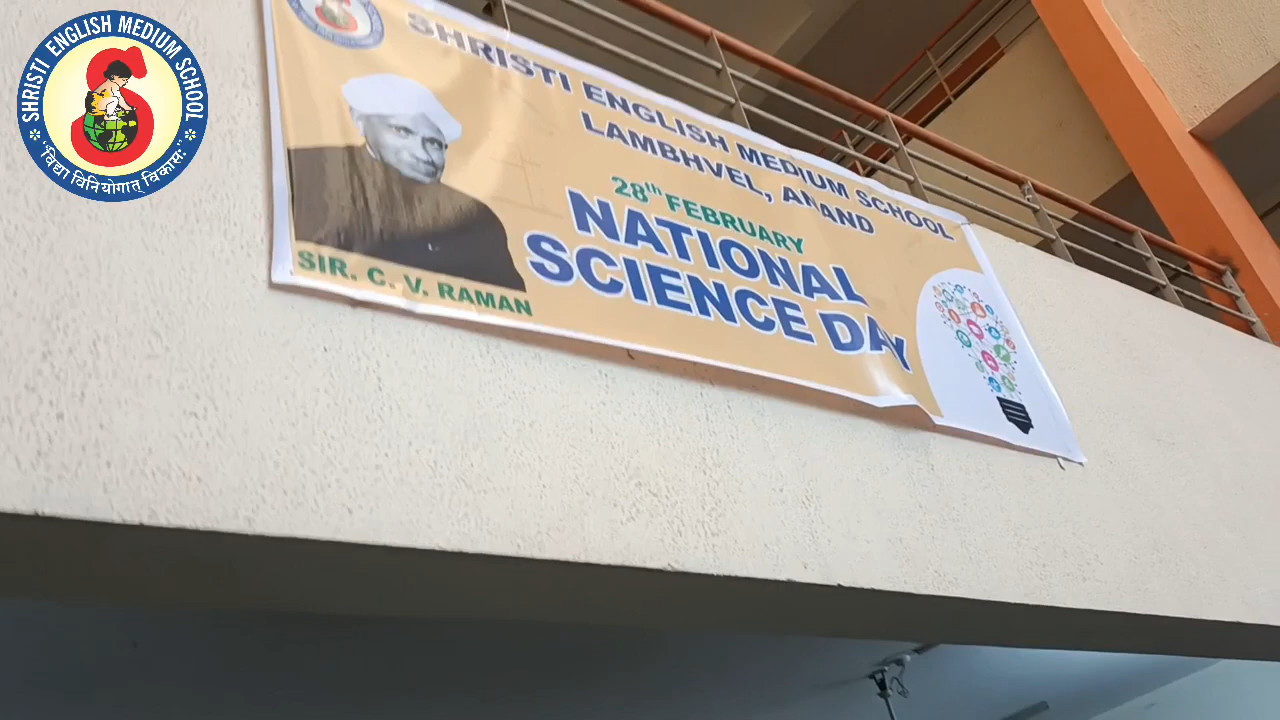 SHRISTI ENGLISH MEDIUM SCHOOL
"विद्या विनियोगात् विकासः"
SHRISTI ENGLISH MEDIUM SCHOOL
LAMBHVEL, ANAND
28th FEBRUARY
NATIONAL
SCIENCE DAY
SIR. C. V. RAMAN